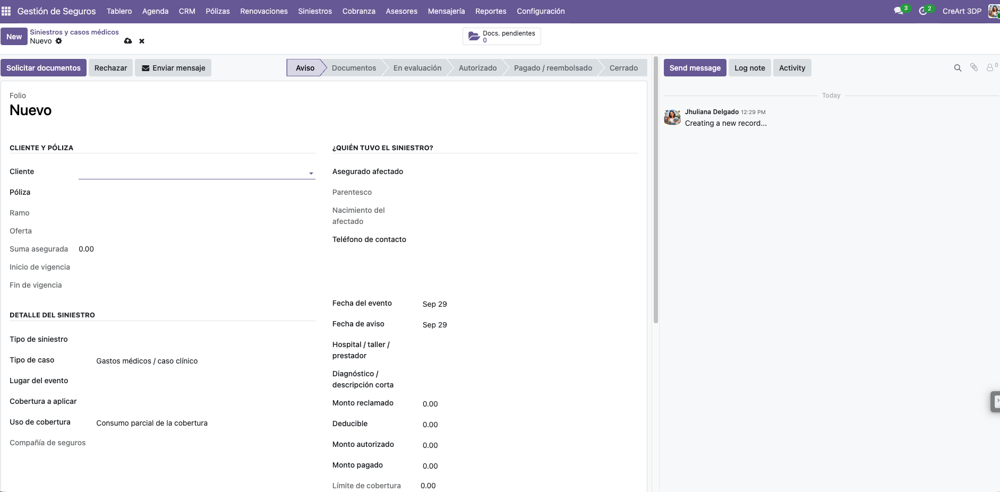 Gestión de Seguros Tablero Agenda CRM Pólizas Renovaciones Siniestros Cobranza Asesores Mensajería Reportes Configuración 3 2 CreArt 3DP
New Siniestros y casos médicos
Nuevo
Docs. pendientes
0
Solicitar documentos Rechazar Enviar mensaje Aviso Documentos En evaluación Autorizado Pagado / reembolsado Cerrado
Send message Log note Activity 0
Folio
Nuevo
CLIENTE Y PÓLIZA
Cliente
Póliza
Ramo
Oferta
Suma asegurada 0.00
Inicio de vigencia
Fin de vigencia
¿QUIÉN TUVO EL SINIESTRO?
Asegurado afectado
Parentesco
Nacimiento del
afectado
Teléfono de contacto
DETALLE DEL SINIESTRO
Tipo de siniestro
Tipo de caso Gastos médicos / caso clínico
Lugar del evento
Cobertura a aplicar
Uso de cobertura Consumo parcial de la cobertura
Compañía de seguros
Fecha del evento Sep 29
Fecha de aviso Sep 29
Hospital / taller /
prestador
Diagnóstico /
descripción corta
Monto reclamado 0.00
Deducible 0.00
Monto autorizado 0.00
Monto pagado 0.00
Límite de cobertura 0.00
Today
Jhuliana Delgado 12:29 PM
Creating a new record...